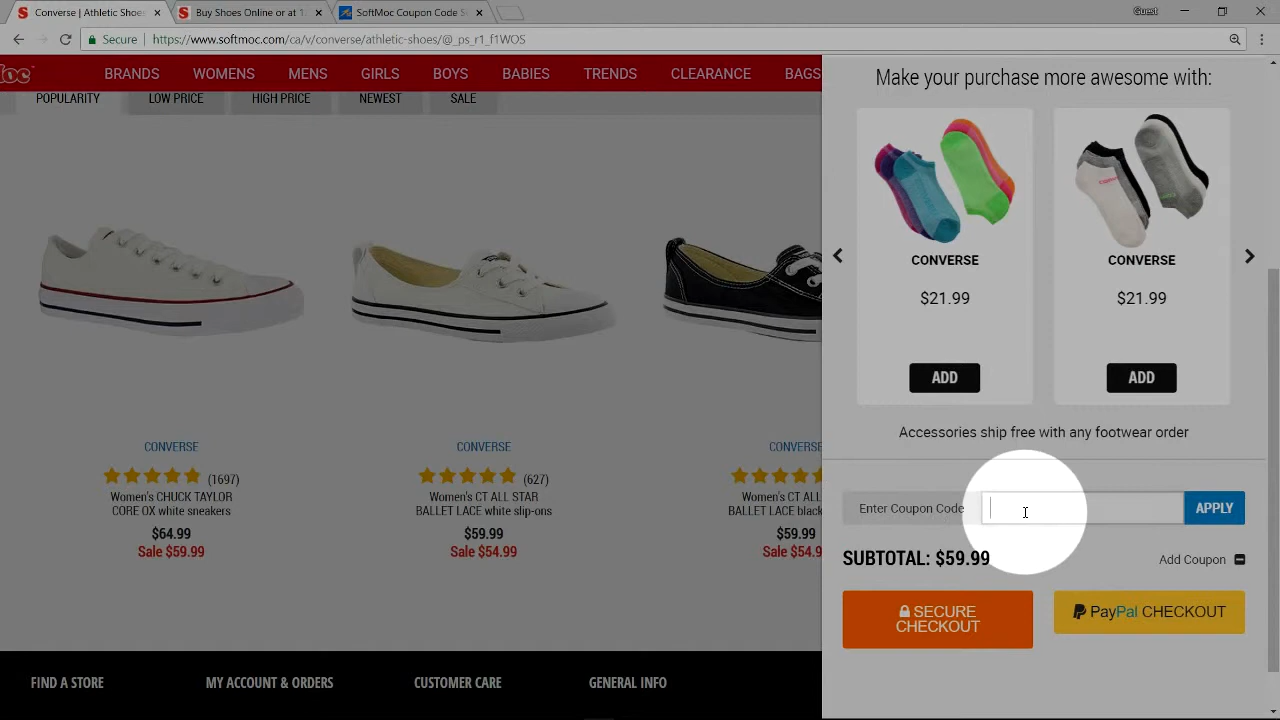 Converse | Athletic Shoes
Buy Shoes Online or at 1
SoftMoc Coupon Code S
Guest
Secure
https://www.softmoc.com/ca/v/converse/athletic-shoes/@_ps_r1_f1WOS
BRANDS WOMENS MENS GIRLS BOYS BABIES TRENDS CLEARANCE BAGS
POPULARITY LOW PRICE HIGH PRICE NEWEST SALE
CONVERSE
(1697)
Women's CHUCK TAYLOR
CORE OX white sneakers
$64.99
Sale $59.99
CONVERSE
(627)
Women's CT ALL STAR
BALLET LACE white slip-ons
$59.99
Sale $54.99
CONVERS
Women's CT ALL
BALLET LACE blac
$59.99
Sale $54.9
Make your purchase more awesome with:
CONVERSE
$21.99
ADD
CONVERSE
$21.99
ADD
Accessories ship free with any footwear order
Enter Coupon Code
APPLY
SUBTOTAL: $59.99
Add Coupon
SECURE
CHECKOUT
PayPal CHECKOUT
FIND A STORE MY ACCOUNT & ORDERS CUSTOMER CARE GENERAL INFO